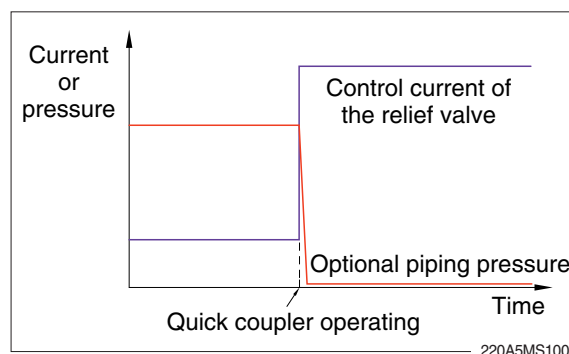 Current
or
pressure
Control current of
the relief valve
Optional piping pressure
Time
Quick coupler operating
220A5MS100